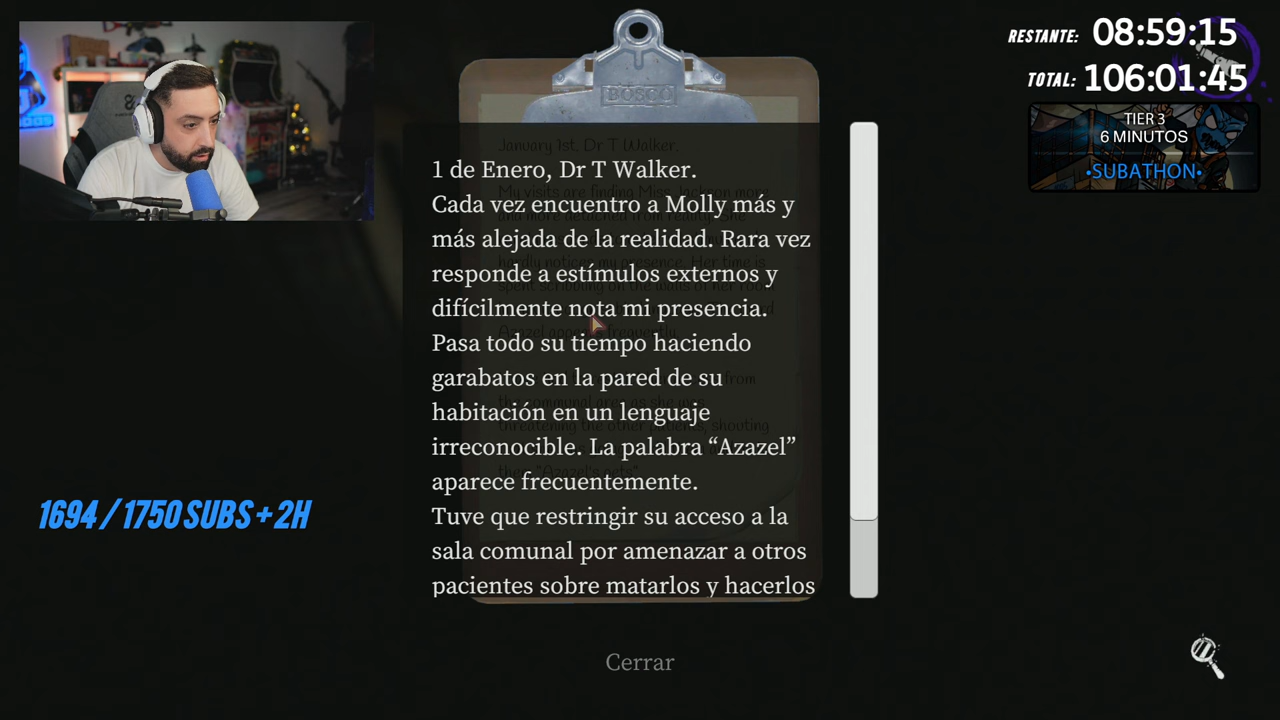 RESTANTE: 08:59:15
TOTAL: 106:01:45
TIER 3
6 MINUTOS
•SUBATHON•
BOSCO
January 1st, Dr T Walker.
1 de Enero, Dr T Walker.
Cada vez encuentro a Molly más y
más alejada de la realidad. Rara vez
responde a estímulos externos y
difícilmente nota mi presencia.
Pasa todo su tiempo haciendo
garabatos en la pared de su
habitación en un lenguaje
irreconocible. La palabra “Azazel”
aparece frecuentemente.
Tuve que restringir su acceso a la
sala comunal por amenazar a otros
pacientes sobre matarlos y hacerlos
1694 / 1750 SUBS + 2H
Cerrar